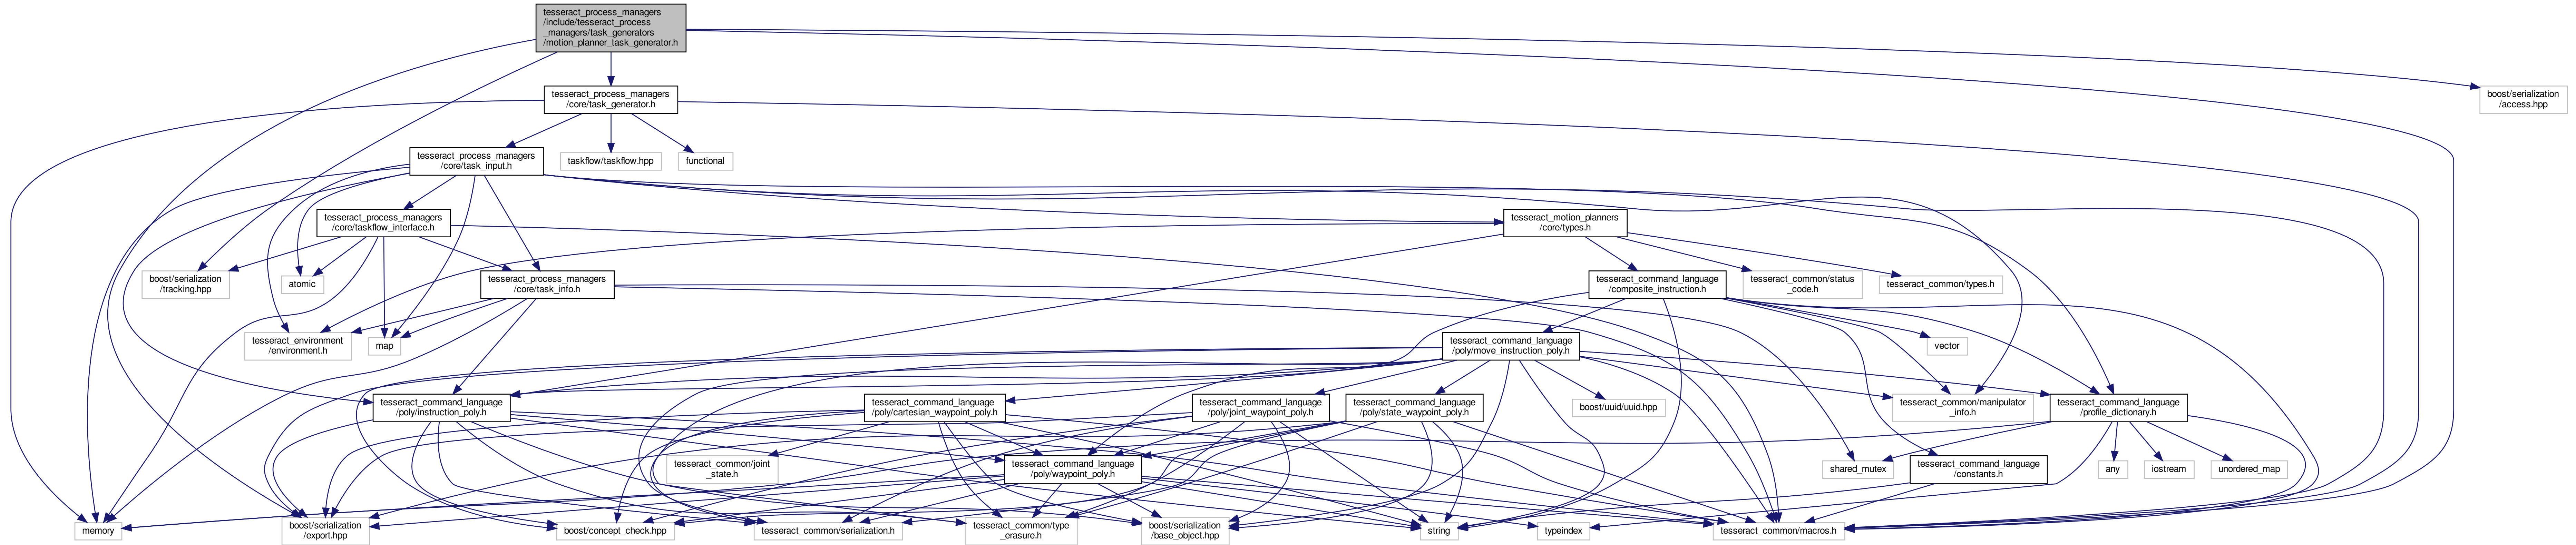 tesseract_process_managers
/include/tesseract_process
_managers/task_generators
/motion_planner_task_generator.h
tesseract_process_managers
/core/task_generator.h
boost/serialization
/access.hpp
tesseract_process_managers
/core/task_input.h
taskflow/taskflow.hpp
functional
tesseract_process_managers
/core/taskflow_interface.h
tesseract_motion_planners
/core/types.h
boost/serialization
/tracking.hpp
atomic
tesseract_process_managers
/core/task_info.h
tesseract_command_language
/composite_instruction.h
tesseract_common/status
_code.h
tesseract_common/types.h
tesseract_environment
/environment.h
map
tesseract_command_language
/poly/move_instruction_poly.h
vector
tesseract_command_language
/poly/instruction_poly.h
tesseract_command_language
/poly/cartesian_waypoint_poly.h
tesseract_command_language
/poly/joint_waypoint_poly.h
tesseract_command_language
/poly/state_waypoint_poly.h
boost/uuid/uuid.hpp
tesseract_common/manipulator
_info.h
tesseract_command_language
/profile_dictionary.h
tesseract_common/joint
_state.h
tesseract_command_language
/poly/waypoint_poly.h
shared_mutex
tesseract_command_language
/constants.h
any
iostream
unordered_map
memory
boost/serialization
/export.hpp
boost/concept_check.hpp
tesseract_common/serialization.h
tesseract_common/type
_erasure.h
boost/serialization
/base_object.hpp
string
typeindex
tesseract_common/macros.h